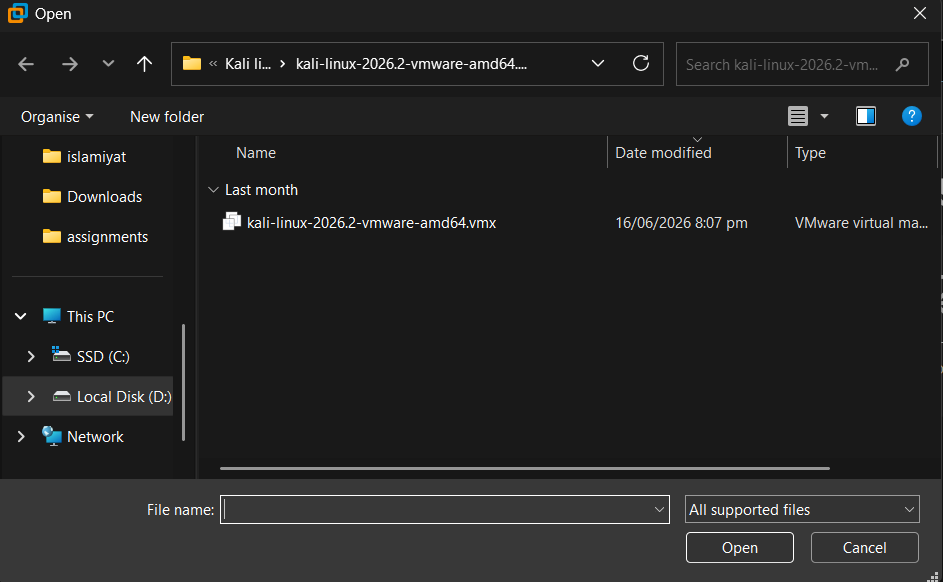 Open
« Kali li... › kali-linux-2026.2-vmware-amd64....
Search kali-linux-2026.2-vm...
Organise
New folder
?
islamiyat
Downloads
assignments
This PC
SSD (C:)
Local Disk (D:)
Network
Name Date modified Type
Last month
kali-linux-2026.2-vmware-amd64.vmx 16/06/2026 8:07 pm VMware virtual ma...
File name:
All supported files
Open
Cancel